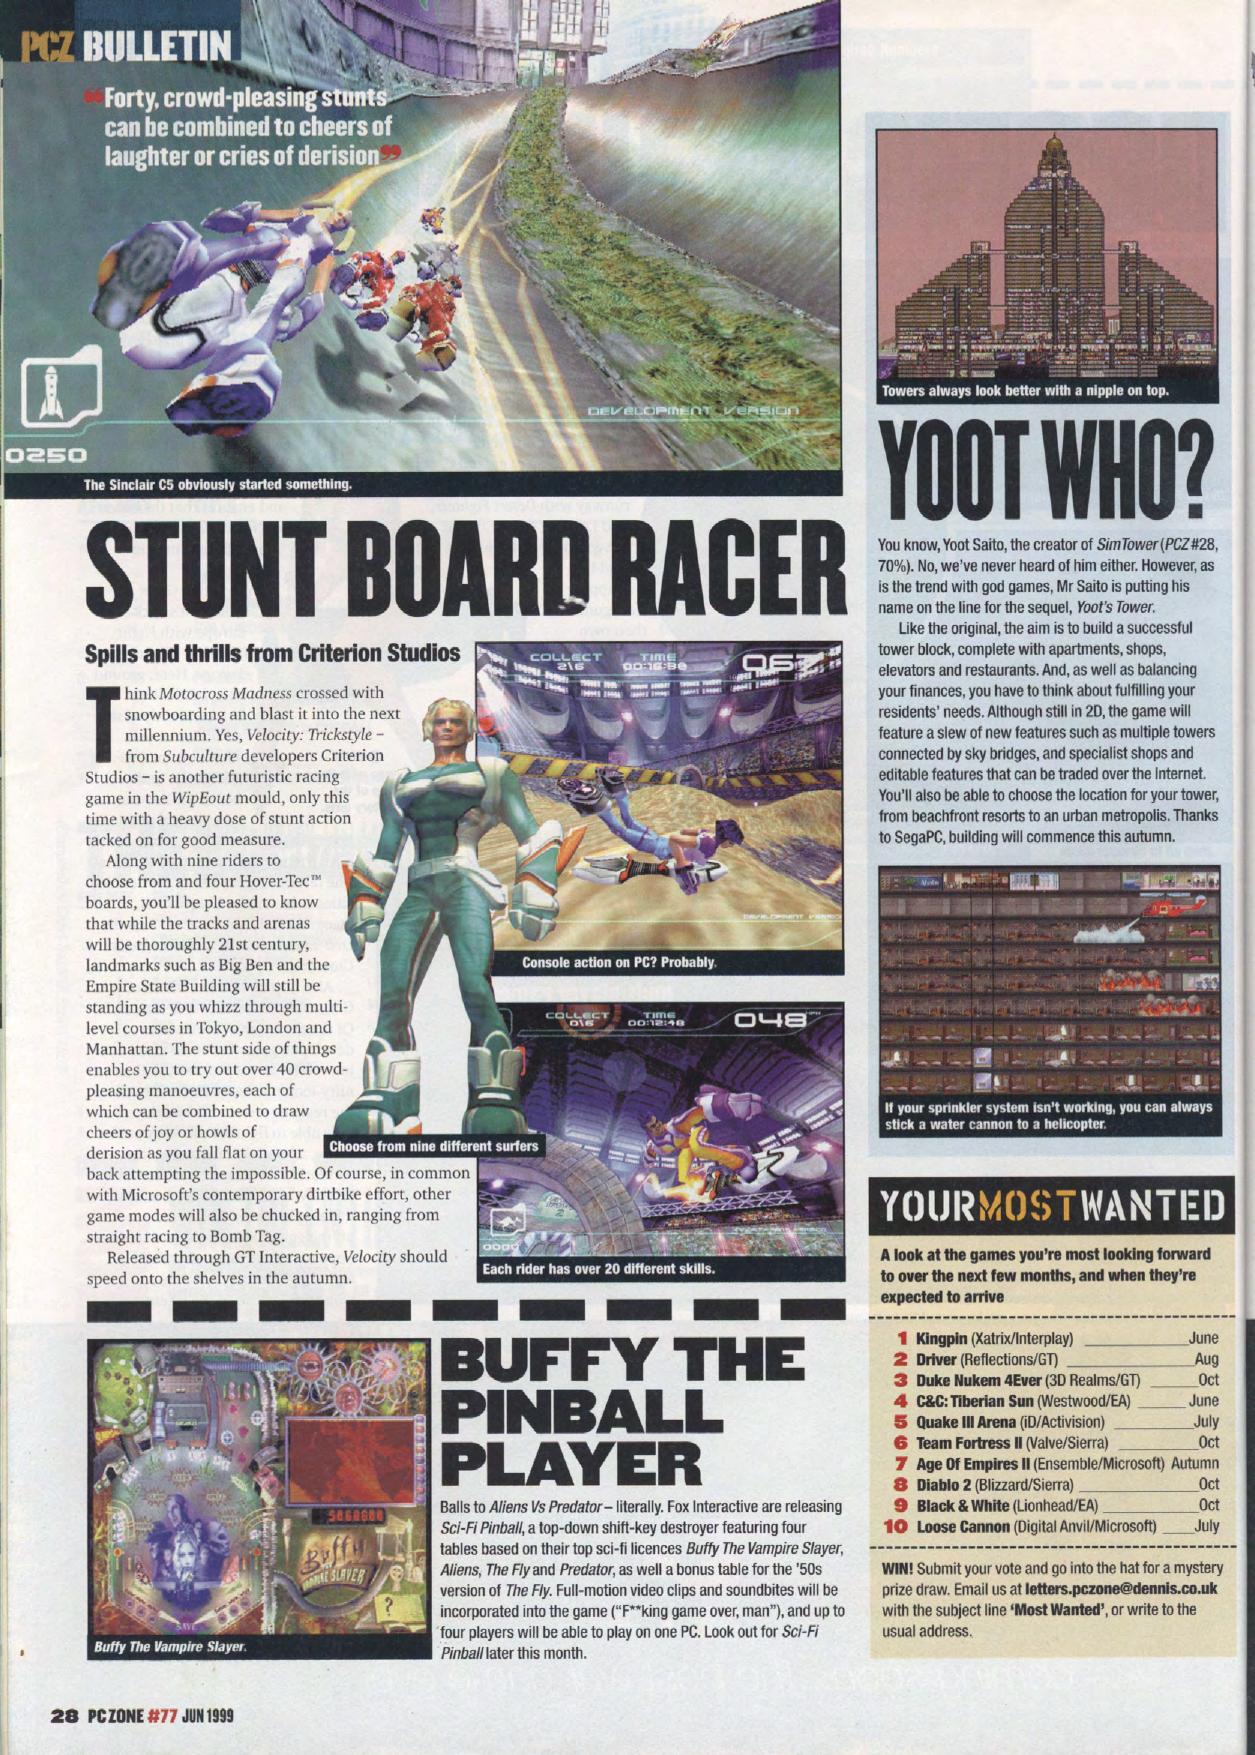 PCZ BULLETIN
“Forty, crowd-pleasing stunts
can be combined to cheers of
laughter or cries of derision”
DEVELOPMENT VERSION
0250
The Sinclair C5 obviously started something.
STUNT BOARD RACER
Spills and thrills from Criterion Studios
Think Motocross Madness crossed with
snowboarding and blast it into the next
millennium. Yes, Velocity: Trickstyle –
from Subculture developers Criterion
Studios – is another futuristic racing
game in the WipEout mould, only this
time with a heavy dose of stunt action
tacked on for good measure.
Along with nine riders to
choose from and four Hover-Tec™
boards, you'll be pleased to know
that while the tracks and arenas
will be thoroughly 21st century,
landmarks such as Big Ben and the
Empire State Building will still be
standing as you whizz through multi-
level courses in Tokyo, London and
Manhattan. The stunt side of things
enables you to try out over 40 crowd-
pleasing manoeuvres, each of
which can be combined to draw
cheers of joy or howls of
derision as you fall flat on your
back attempting the impossible. Of course, in common
with Microsoft's contemporary dirtbike effort, other
game modes will also be chucked in, ranging from
straight racing to Bomb Tag.
Released through GT Interactive, Velocity should
speed onto the shelves in the autumn.
COLLECT
2\6
TIME
00:16:86
067
DEVELOPMENT VERSION
Console action on PC? Probably.
Choose from nine different surfers
COLLECT
0\6
TIME
00:12:48
048
Each rider has over 20 different skills.
Buffy The Vampire Slayer.
BUFFY THE
PINBALL
PLAYER
Balls to Aliens Vs Predator – literally. Fox Interactive are releasing
Sci-Fi Pinball, a top-down shift-key destroyer featuring four
tables based on their top sci-fi licences Buffy The Vampire Slayer,
Aliens, The Fly and Predator, as well a bonus table for the '50s
version of The Fly. Full-motion video clips and soundbites will be
incorporated into the game (“F**king game over, man”), and up to
four players will be able to play on one PC. Look out for Sci-Fi
Pinball later this month.
Towers always look better with a nipple on top.
YOOT WHO?
You know, Yoot Saito, the creator of SimTower (PCZ #28,
70%). No, we've never heard of him either. However, as
is the trend with god games, Mr Saito is putting his
name on the line for the sequel, Yoot's Tower.
Like the original, the aim is to build a successful
tower block, complete with apartments, shops,
elevators and restaurants. And, as well as balancing
your finances, you have to think about fulfilling your
residents' needs. Although still in 2D, the game will
feature a slew of new features such as multiple towers
connected by sky bridges, and specialist shops and
editable features that can be traded over the Internet.
You'll also be able to choose the location for your tower,
from beachfront resorts to an urban metropolis. Thanks
to SegaPC, building will commence this autumn.
If your sprinkler system isn't working, you can always
stick a water cannon to a helicopter.
YOURMOSTWANTED
A look at the games you're most looking forward
to over the next few months, and when they're
expected to arrive
1 Kingpin (Xatrix/Interplay) June
2 Driver (Reflections/GT) Aug
3 Duke Nukem 4Ever (3D Realms/GT) Oct
4 C&C: Tiberian Sun (Westwood/EA) June
5 Quake III Arena (iD/Activision) July
6 Team Fortress II (Valve/Sierra) Oct
7 Age Of Empires II (Ensemble/Microsoft) Autumn
8 Diablo 2 (Blizzard/Sierra) Oct
9 Black & White (Lionhead/EA) Oct
10 Loose Cannon (Digital Anvil/Microsoft) July
WIN! Submit your vote and go into the hat for a mystery
prize draw. Email us at letters.pczone@dennis.co.uk
with the subject line ‘Most Wanted’, or write to the
usual address.
28 PCZONE #77 JUN 1999